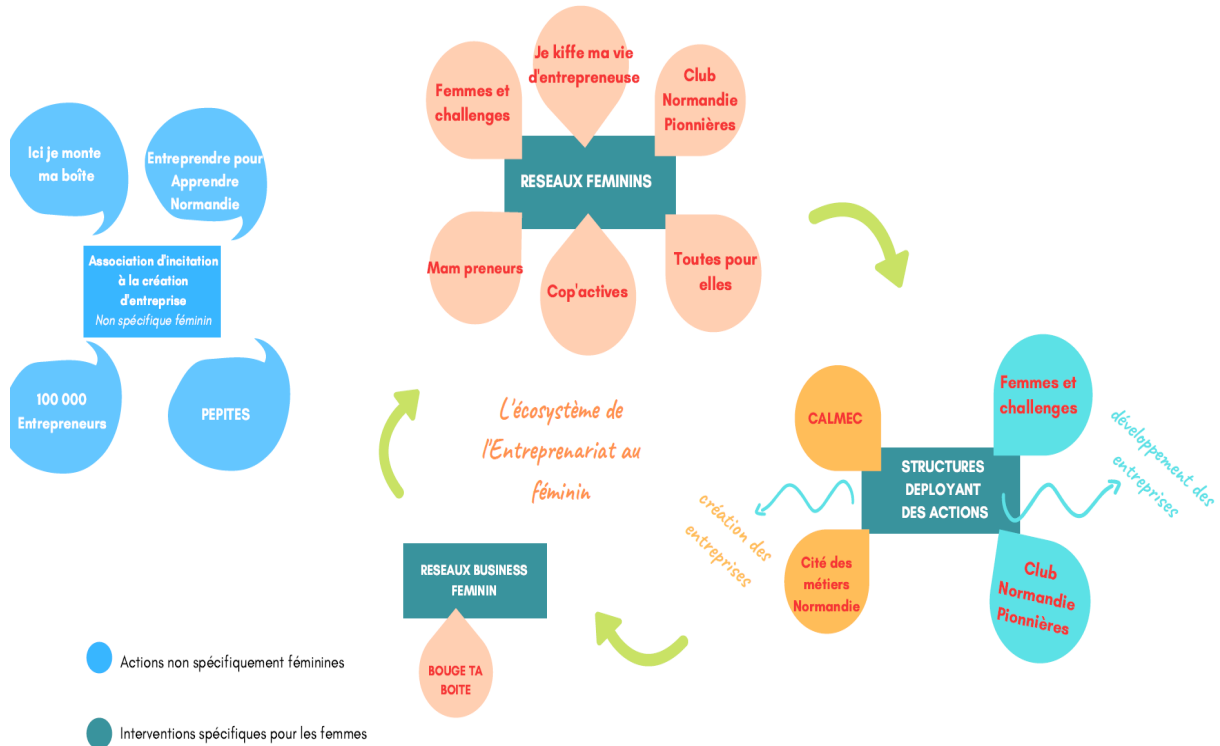 Je kiffe ma vie
d'entrepreneuse
Femmes et
challenges
Club
Normandie
Pionnières
RESEAUX FEMININS
Mam preneurs
Cop'actives
Toutes pour
elles
Ici je monte
ma boîte
Entreprendre pour
Apprendre
Normandie
Association d'incitation
à la création
d'entreprise
Non spécifique féminin
100 000
Entrepreneurs
PEPITES
L'écosystème de
l'Entreprenariat au
féminin
CALMEC
Femmes et
challenges
STRUCTURES
DEPLOYANT
DES ACTIONS
développement des
entreprises
création des
entreprises
Cité des
métiers
Normandie
Club
Normandie
Pionnières
RESEAUX BUSINESS
FEMININ
BOUGE TA
BOITE
Actions non spécifiquement féminines
Interventions spécifiques pour les femmes